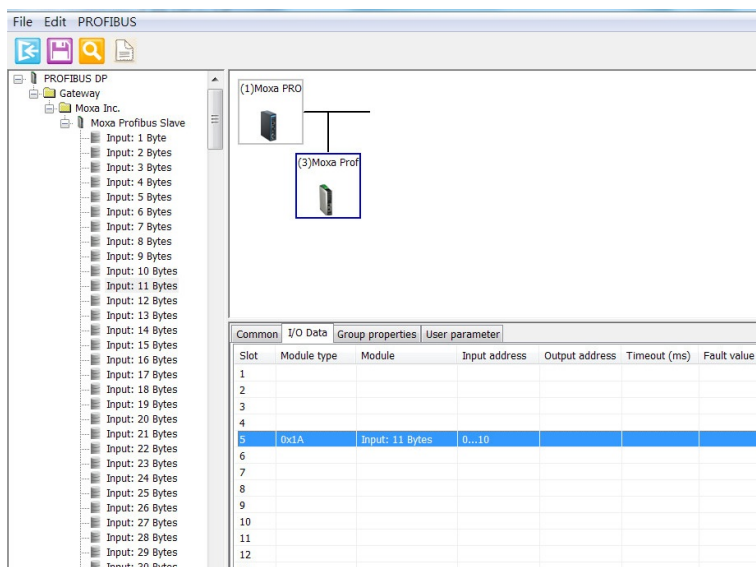 File Edit PROFIBUS
PROFIBUS DP
Gateway
Moxa Inc.
Moxa Profibus Slave
Input: 1 Byte
Input: 2 Bytes
Input: 3 Bytes
Input: 4 Bytes
Input: 5 Bytes
Input: 6 Bytes
Input: 7 Bytes
Input: 8 Bytes
Input: 9 Bytes
Input: 10 Bytes
Input: 11 Bytes
Input: 12 Bytes
Input: 13 Bytes
Input: 14 Bytes
Input: 15 Bytes
Input: 16 Bytes
Input: 17 Bytes
Input: 18 Bytes
Input: 19 Bytes
Input: 20 Bytes
Input: 21 Bytes
Input: 22 Bytes
Input: 23 Bytes
Input: 24 Bytes
Input: 25 Bytes
Input: 26 Bytes
Input: 27 Bytes
Input: 28 Bytes
Input: 29 Bytes
Input: 30 Bytes
(1)Moxa PRO
(3)Moxa Prof
Common I/O Data Group properties User parameter
Slot Module type Module Input address Output address Timeout (ms) Fault value
1
2
3
4
5 0x1A Input: 11 Bytes 0...10
6
7
8
9
10
11
12